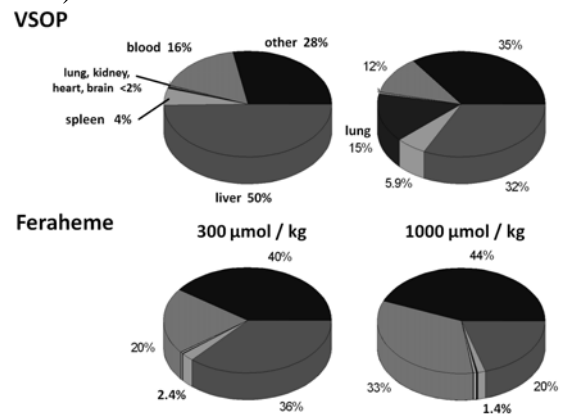 VSOP
blood 16%
other 28%
lung, kidney,
heart, brain <2%
spleen 4%
liver 50%
35%
12%
lung
15%
5.9%
32%
Feraheme
300 µmol / kg
1000 µmol / kg
40%
20%
2.4%
36%
44%
33%
1.4%
20%